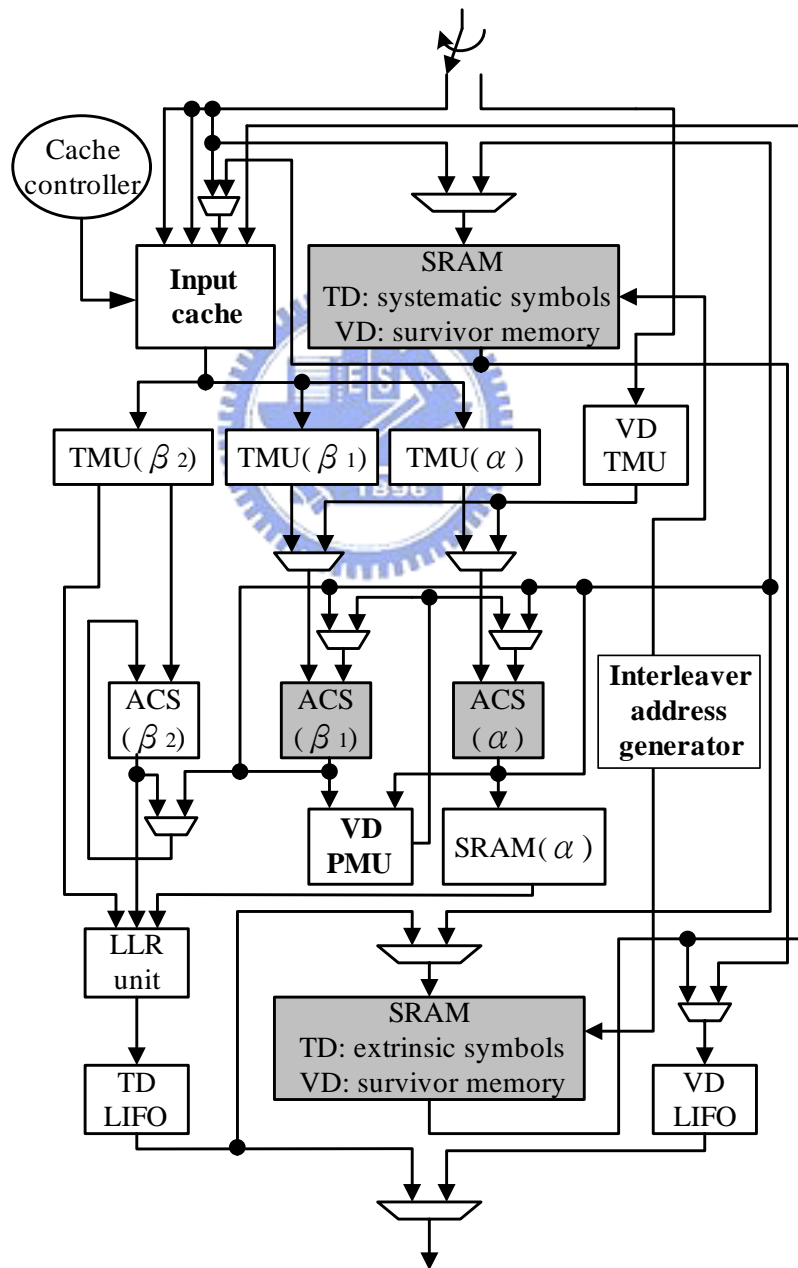 Cache
controller
Input
cache
SRAM
TD: systematic symbols
VD: survivor memory
E S
1896
TMU(β2)
TMU(β1)
TMU(α)
VD
TMU
ACS
(β2)
ACS
(β1)
ACS
(α)
Interleaver
address
generator
VD
PMU
SRAM(α)
LLR
unit
SRAM
TD: extrinsic symbols
VD: survivor memory
TD
LIFO
VD
LIFO